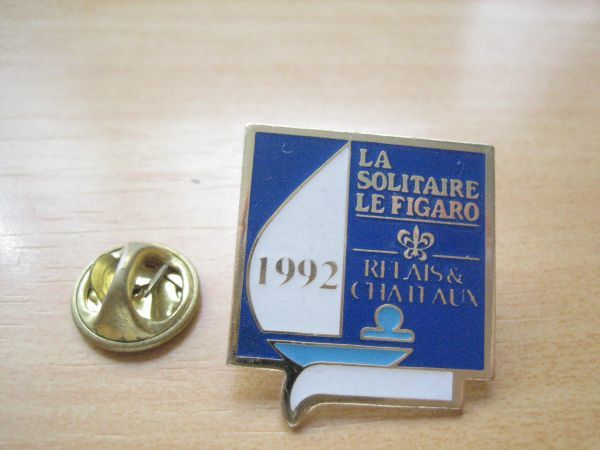 LA
SOLITAIRE
LE FIGARO
1992
RELAIS &
CHATEAUX